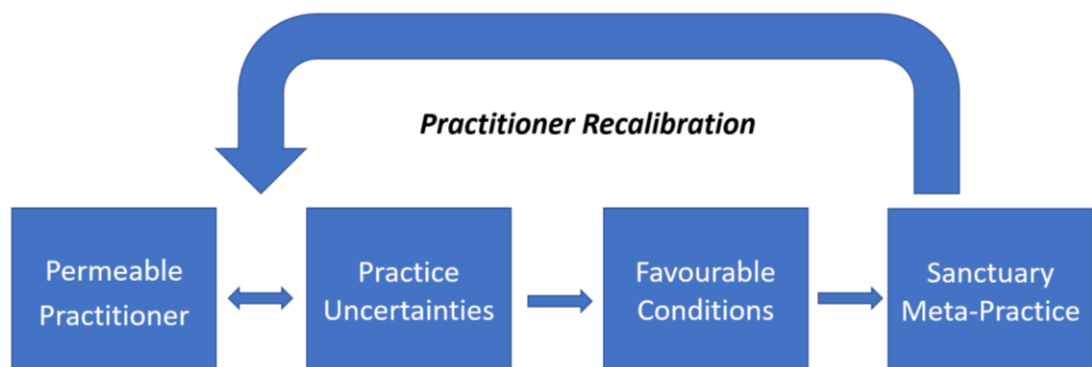 Practitioner Recalibration
Permeable
Practitioner
Practice
Uncertainties
Favourable
Conditions
Sanctuary
Meta-Practice